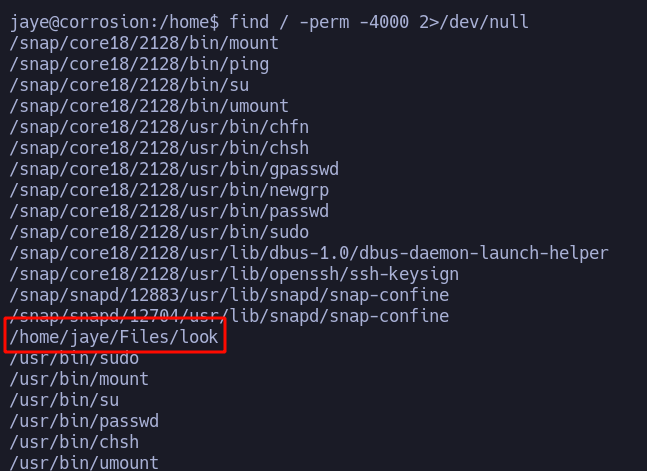 jaye@corrosion:/home$ find / -perm -4000 2>/dev/null
/snap/core18/2128/bin/mount
/snap/core18/2128/bin/ping
/snap/core18/2128/bin/su
/snap/core18/2128/bin/umount
/snap/core18/2128/usr/bin/chfn
/snap/core18/2128/usr/bin/chsh
/snap/core18/2128/usr/bin/gpasswd
/snap/core18/2128/usr/bin/newgrp
/snap/core18/2128/usr/bin/passwd
/snap/core18/2128/usr/bin/sudo
/snap/core18/2128/usr/lib/dbus-1.0/dbus-daemon-launch-helper
/snap/core18/2128/usr/lib/openssh/ssh-keysign
/snap/snapd/12883/usr/lib/snapd/snap-confine
/snap/snapd/12704/usr/lib/snapd/snap-confine
/home/jaye/Files/look
/usr/bin/sudo
/usr/bin/mount
/usr/bin/su
/usr/bin/passwd
/usr/bin/chsh
/usr/bin/umount